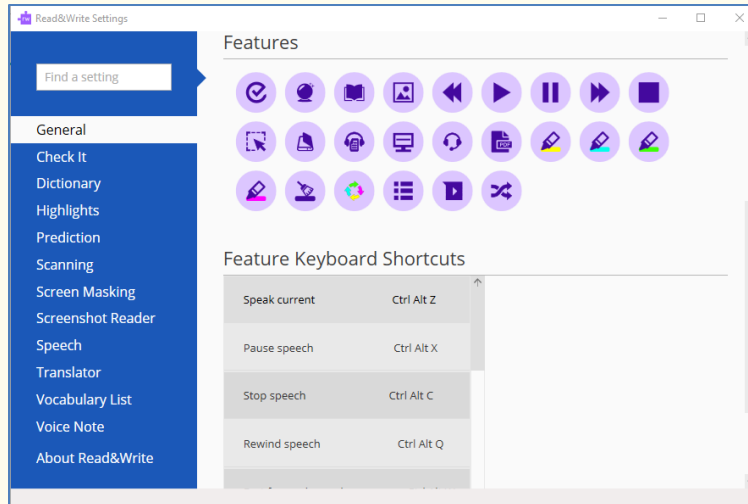 Read&Write Settings
Find a setting
General
Check It
Dictionary
Highlights
Prediction
Scanning
Screen Masking
Screenshot Reader
Speech
Translator
Vocabulary List
Voice Note
About Read&Write
Features
PDF
Feature Keyboard Shortcuts
Speak current Ctrl Alt Z
Pause speech Ctrl Alt X
Stop speech Ctrl Alt C
Rewind speech Ctrl Alt Q